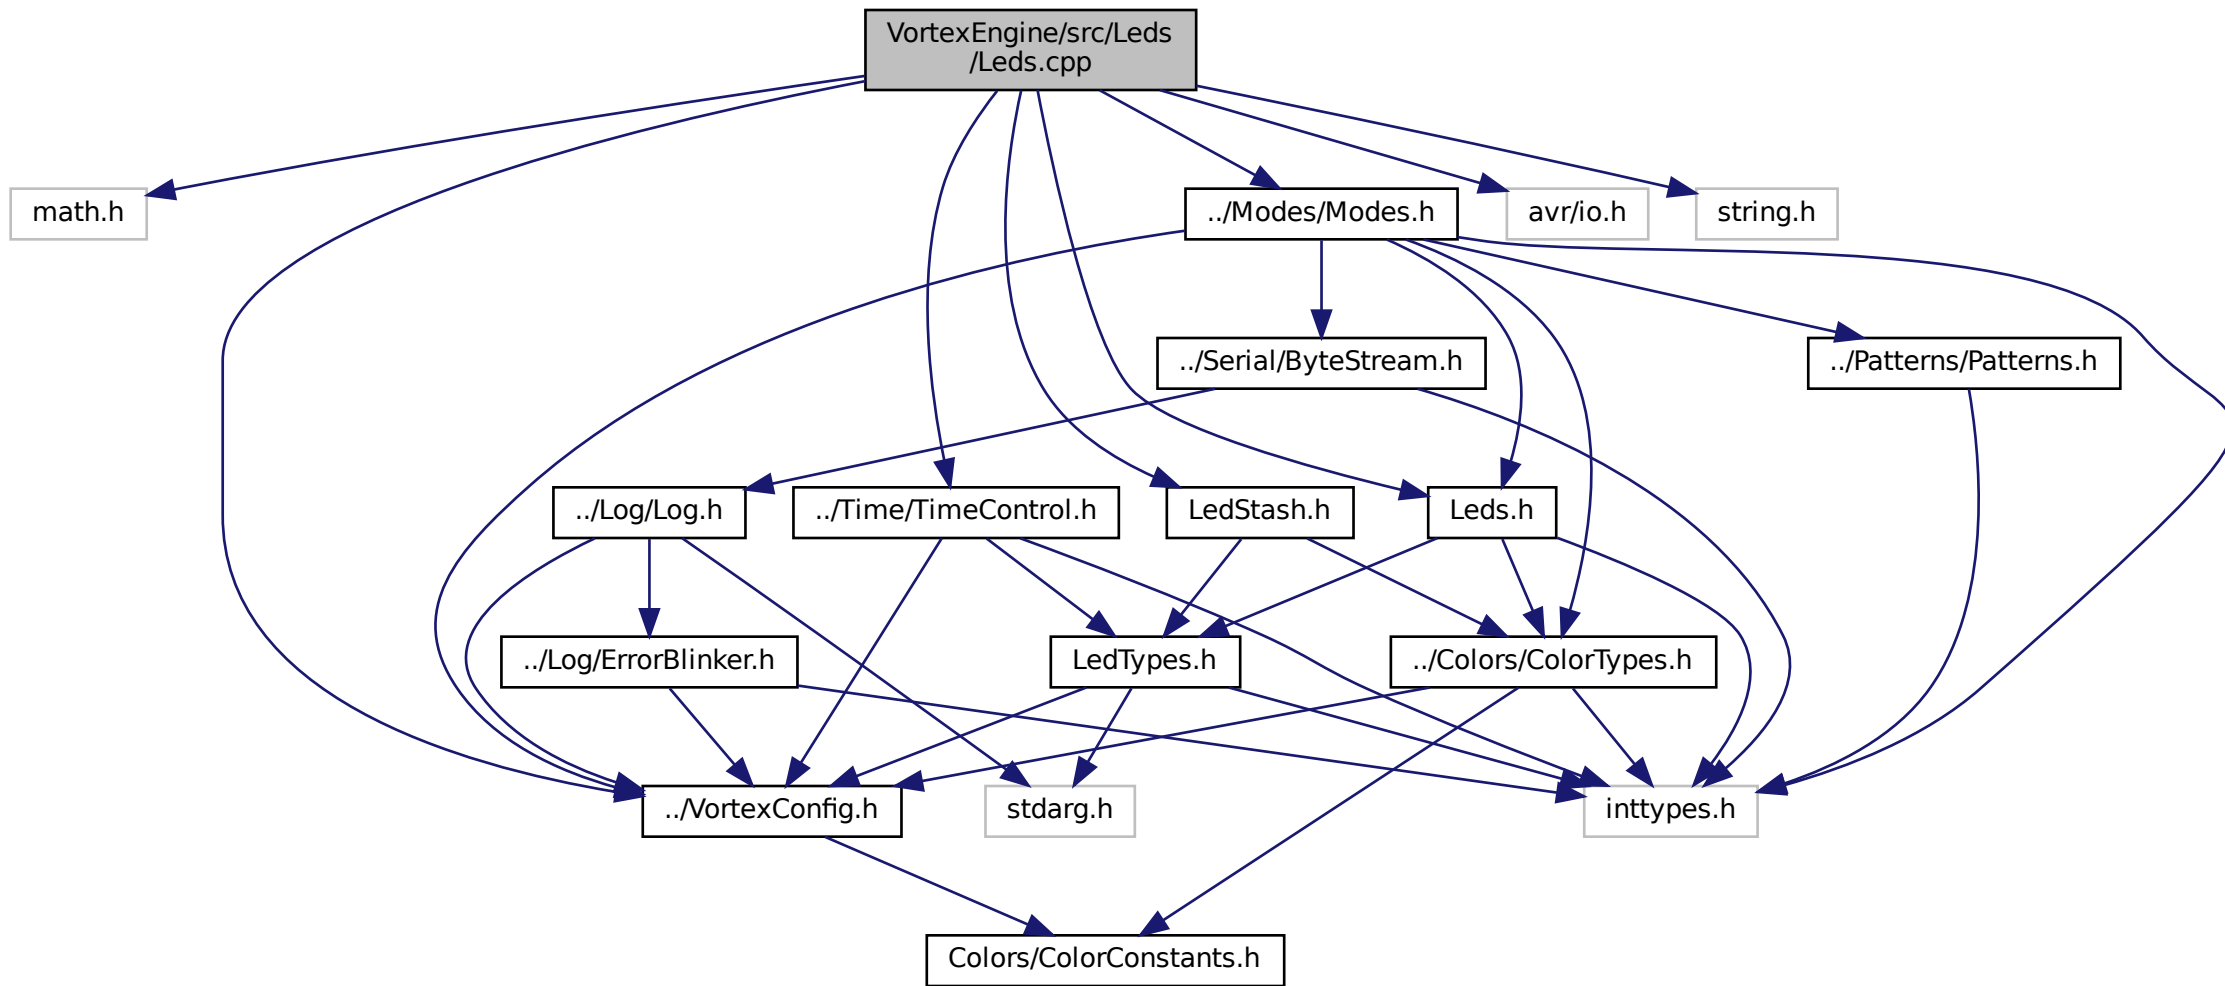 VortexEngine/src/Leds
/Leds.cpp
math.h
../Modes/Modes.h
avr/io.h
string.h
../Serial/ByteStream.h
../Patterns/Patterns.h
../Log/Log.h
../Time/TimeControl.h
LedStash.h
Leds.h
../Log/ErrorBlinker.h
LedTypes.h
../Colors/ColorTypes.h
../VortexConfig.h
stdarg.h
inttypes.h
Colors/ColorConstants.h